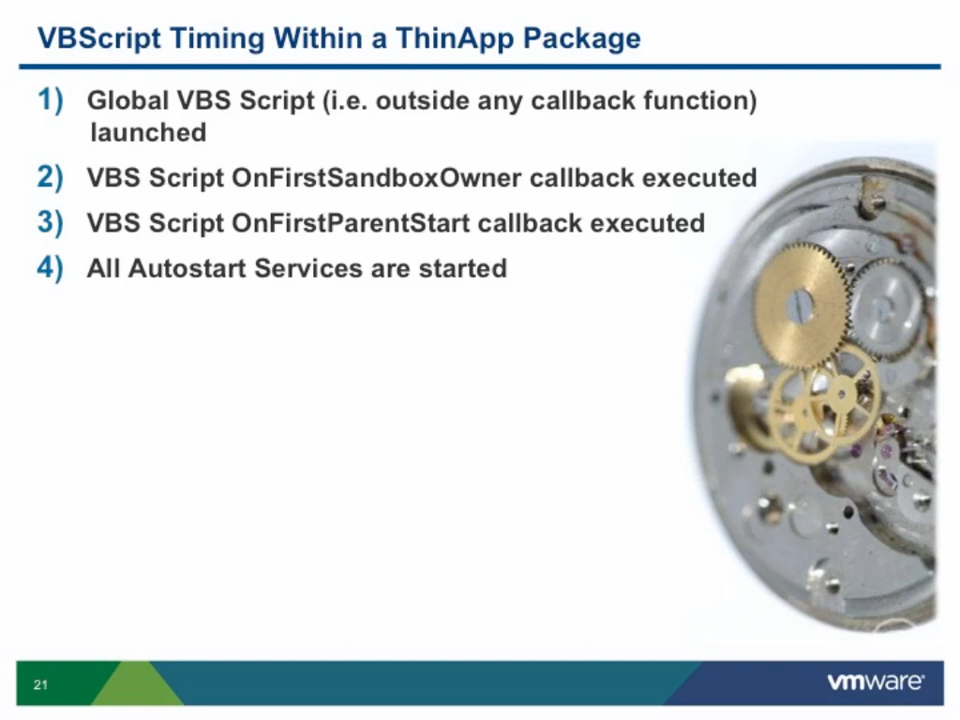 VBScript Timing Within a ThinApp Package
1) Global VBS Script (i.e. outside any callback function)
launched
2) VBS Script OnFirstSandboxOwner callback executed
3) VBS Script OnFirstParentStart callback executed
4) All Autostart Services are started
21
vmware®